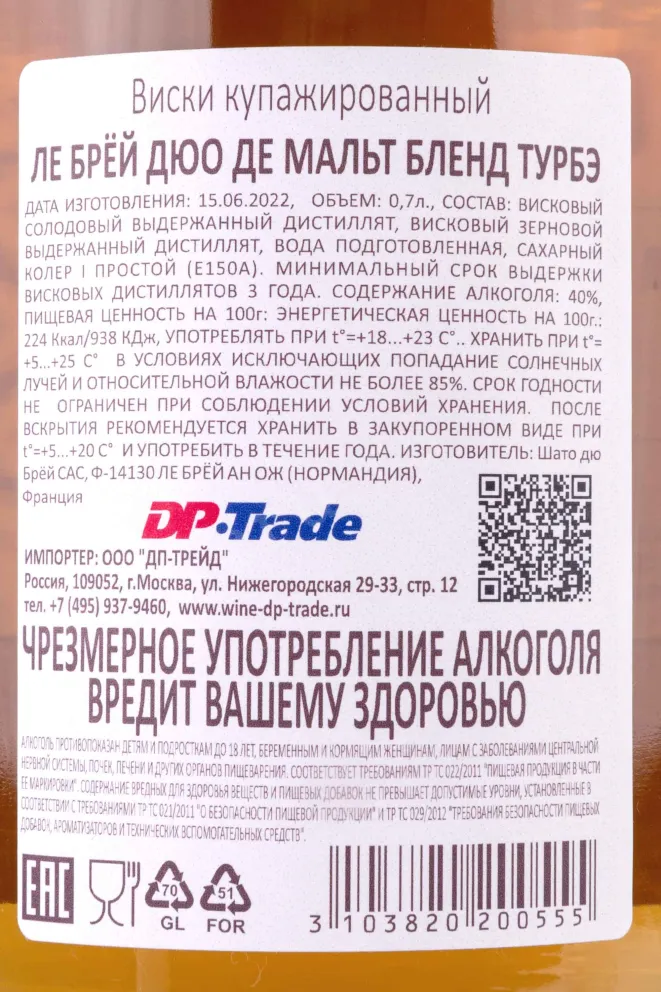 Виски купажированный
ЛЕ БРЁЙ ДЮО ДЕ МАЛЬТ БЛЕНД ТУРБЭ
ДАТА ИЗГОТОВЛЕНИЯ: 15.06.2022, ОБЪЕМ: 0,7л., СОСТАВ: ВИСКОВЫЙ
СОЛОДОВЫЙ ВЫДЕРЖАННЫЙ ДИСТИЛЛЯТ, ВИСКОВЫЙ ЗЕРНОВОЙ
ВЫДЕРЖАННЫЙ ДИСТИЛЛЯТ, ВОДА ПОДГОТОВЛЕННАЯ, САХАРНЫЙ
КОЛЕР I ПРОСТОЙ (Е150А). МИНИМАЛЬНЫЙ СРОК ВЫДЕРЖКИ
ВИСКОВЫХ ДИСТИЛЛЯТОВ 3 ГОДА. СОДЕРЖАНИЕ АЛКОГОЛЯ: 40%,
ПИЩЕВАЯ ЦЕННОСТЬ НА 100г: ЭНЕРГЕТИЧЕСКАЯ ЦЕННОСТЬ НА 100г.:
224 Ккал/938 КДж, УПОТРЕБЛЯТЬ ПРИ t°=+18...+23 С°.. ХРАНИТЬ ПРИ t°=
+5...+25 С° В УСЛОВИЯХ ИСКЛЮЧАЮЩИХ ПОПАДАНИЕ СОЛНЕЧНЫХ
ЛУЧЕЙ И ОТНОСИТЕЛЬНОЙ ВЛАЖНОСТИ НЕ БОЛЕЕ 85%. СРОК ГОДНОСТИ
НЕ ОГРАНИЧЕН ПРИ СОБЛЮДЕНИИ УСЛОВИЙ ХРАНЕНИЯ. ПОСЛЕ
ВСКРЫТИЯ РЕКОМЕНДУЕТСЯ ХРАНИТЬ В ЗАКУПОРЕННОМ ВИДЕ ПРИ
t°=+5...+20 С° И УПОТРЕБИТЬ В ТЕЧЕНИЕ ГОДА. ИЗГОТОВИТЕЛЬ: Шато дю
Брёй САС, Ф-14130 ЛЕ БРЁЙ АН ОЖ (НОРМАНДИЯ),
Франция
DP-Trade
ИМПОРТЕР: ООО "ДП-ТРЕЙД"
Россия, 109052, г.Москва, ул. Нижегородская 29-33, стр. 12
тел. +7 (495) 937-9460, www.wine-dp-trade.ru
ЧРЕЗМЕРНОЕ УПОТРЕБЛЕНИЕ АЛКОГОЛЯ
ВРЕДИТ ВАШЕМУ ЗДОРОВЬЮ
АЛКОГОЛЬ ПРОТИВОПОКАЗАН ДЕТЯМ И ПОДРОСТКАМ ДО 18 ЛЕТ, БЕРЕМЕННЫМ И КОРМЯЩИМ ЖЕНЩИНАМ, ЛИЦАМ С ЗАБОЛЕВАНИЯМИ ЦЕНТРАЛЬНОЙ
НЕРВНОЙ СИСТЕМЫ, ПОЧЕК, ПЕЧЕНИ И ДРУГИХ ОРГАНОВ ПИЩЕВАРЕНИЯ. СООТВЕТСТВУЕТ ТРЕБОВАНИЯМ ТР ТС 022/2011 "ПИЩЕВАЯ ПРОДУКЦИЯ В ЧАСТИ
ЕЕ МАРКИРОВКИ". СОДЕРЖАНИЕ ВРЕДНЫХ ДЛЯ ЗДОРОВЬЯ ВЕЩЕСТВ И ПИЩЕВЫХ ДОБАВОК НЕ ПРЕВЫШАЕТ ДОПУСТИМЫЕ УРОВНИ, УСТАНОВЛЕННЫЕ В
СООТВЕТСТВИИ С ТРЕБОВАНИЯМИ ТР ТС 021/2011 "О БЕЗОПАСНОСТИ ПИЩЕВОЙ ПРОДУКЦИИ" И ТР ТС 029/2012 "ТРЕБОВАНИЯ БЕЗОПАСНОСТИ ПИЩЕВЫХ
ДОБАВОК, АРОМАТИЗАТОРОВ И ТЕХНИЧЕСКИХ ВСПОМОГАТЕЛЬНЫХ СРЕДСТВ".
ЕАС
70
GL
51
FOR
3 103820 200555